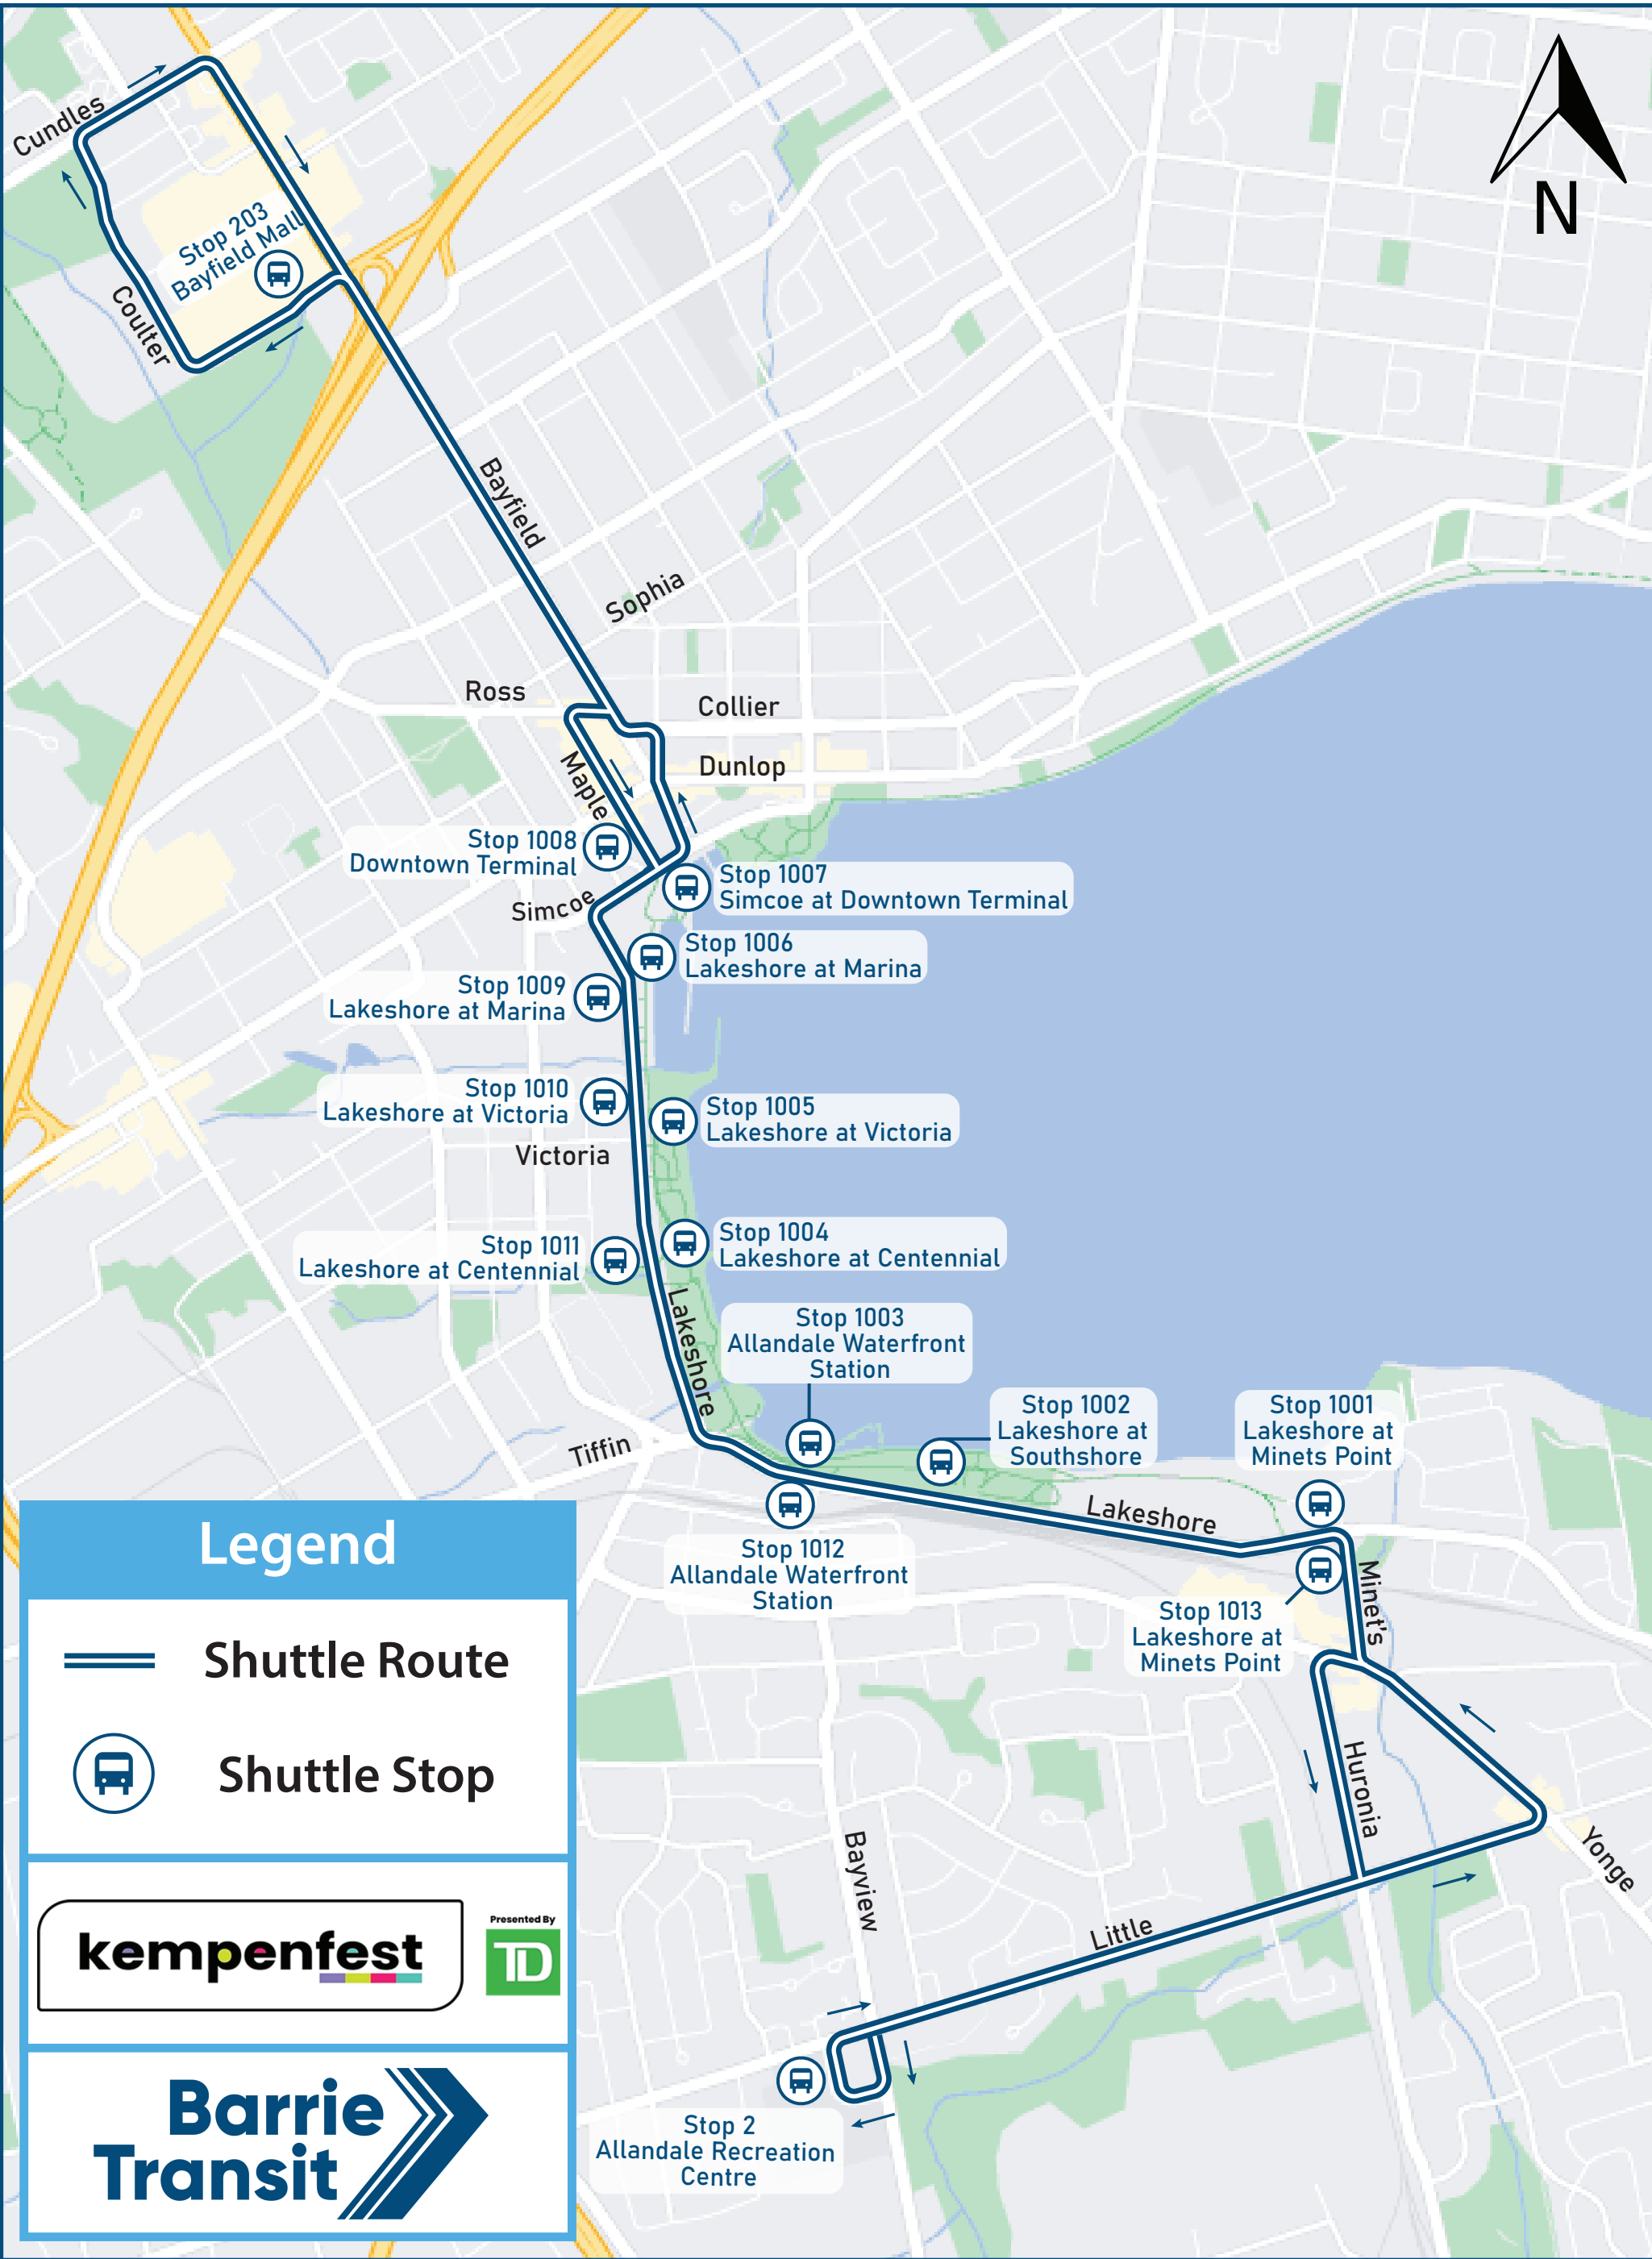 N
Cundles
Stop 203
Bayfield Mall
Coulter
Bayfield
Sophia
Ross
Collier
Maple
Dunlop
Stop 1008
Downtown Terminal
Stop 1007
Simcoe at Downtown Terminal
Simcoe
Stop 1006
Lakeshore at Marina
Stop 1009
Lakeshore at Marina
Stop 1010
Lakeshore at Victoria
Stop 1005
Lakeshore at Victoria
Victoria
Stop 1004
Lakeshore at Centennial
Stop 1011
Lakeshore at Centennial
Lakeshore
Stop 1003
Allandale Waterfront
Station
Stop 1002
Lakeshore at
Southshore
Stop 1001
Lakeshore at
Minets Point
Tiffin
Lakeshore
Stop 1012
Allandale Waterfront
Station
Minet's
Stop 1013
Lakeshore at
Minets Point
Huronia
Yonge
Bayview
Little
Stop 2
Allandale Recreation
Centre
Legend
Shuttle Route
Shuttle Stop
kempenfest
Presented By
TD
Barrie
Transit